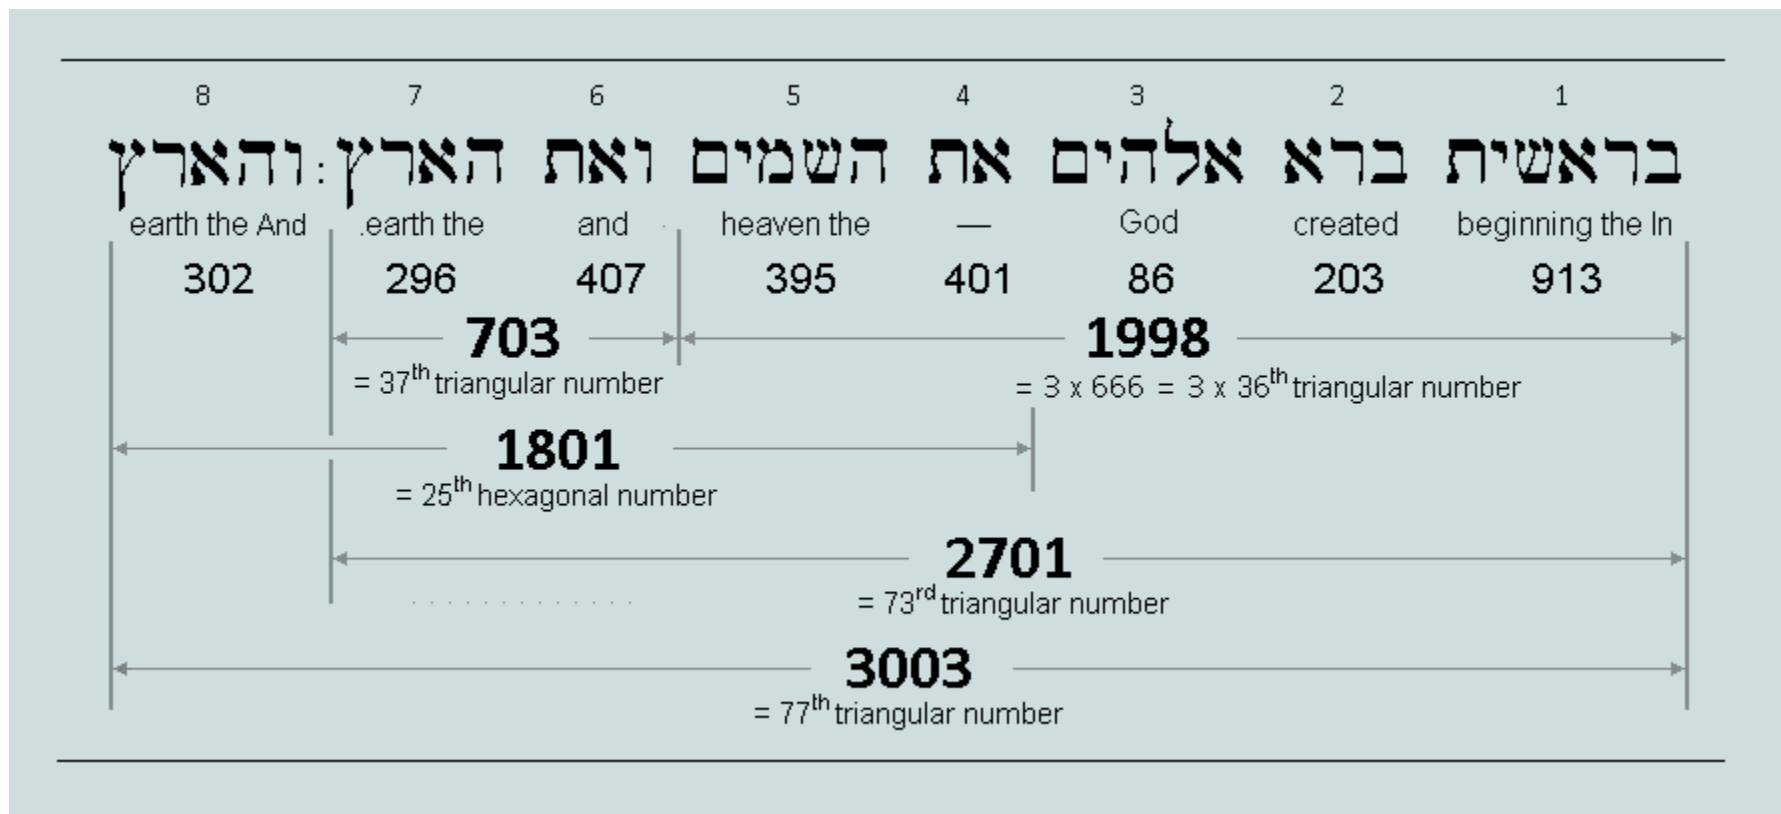 8 7 6 5 4 3 2 1
בראשית ברא אלהים את השמים ואת הארץ : והארץ
earth the And .earth the and heaven the — God created beginning the In
302 296 407 395 401 86 203 913
703 1998
= 37th triangular number = 3 x 666 = 3 x 36th triangular number
1801
= 25th hexagonal number
2701
= 73rd triangular number
3003
= 77th triangular number